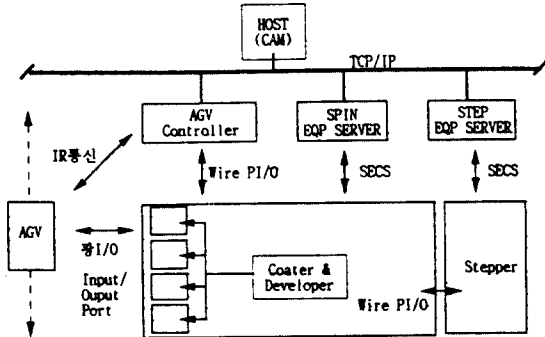 HOST
(CAM)
TCP/IP
AGV
Controller
SPIN
EQP SERVER
STEP
EQP SERVER
IR통신
Wire PI/O
SECS
SECS
AGV
광I/O
Input/
Ouput
Port
Coater &
Developer
Wire PI/O
Stepper